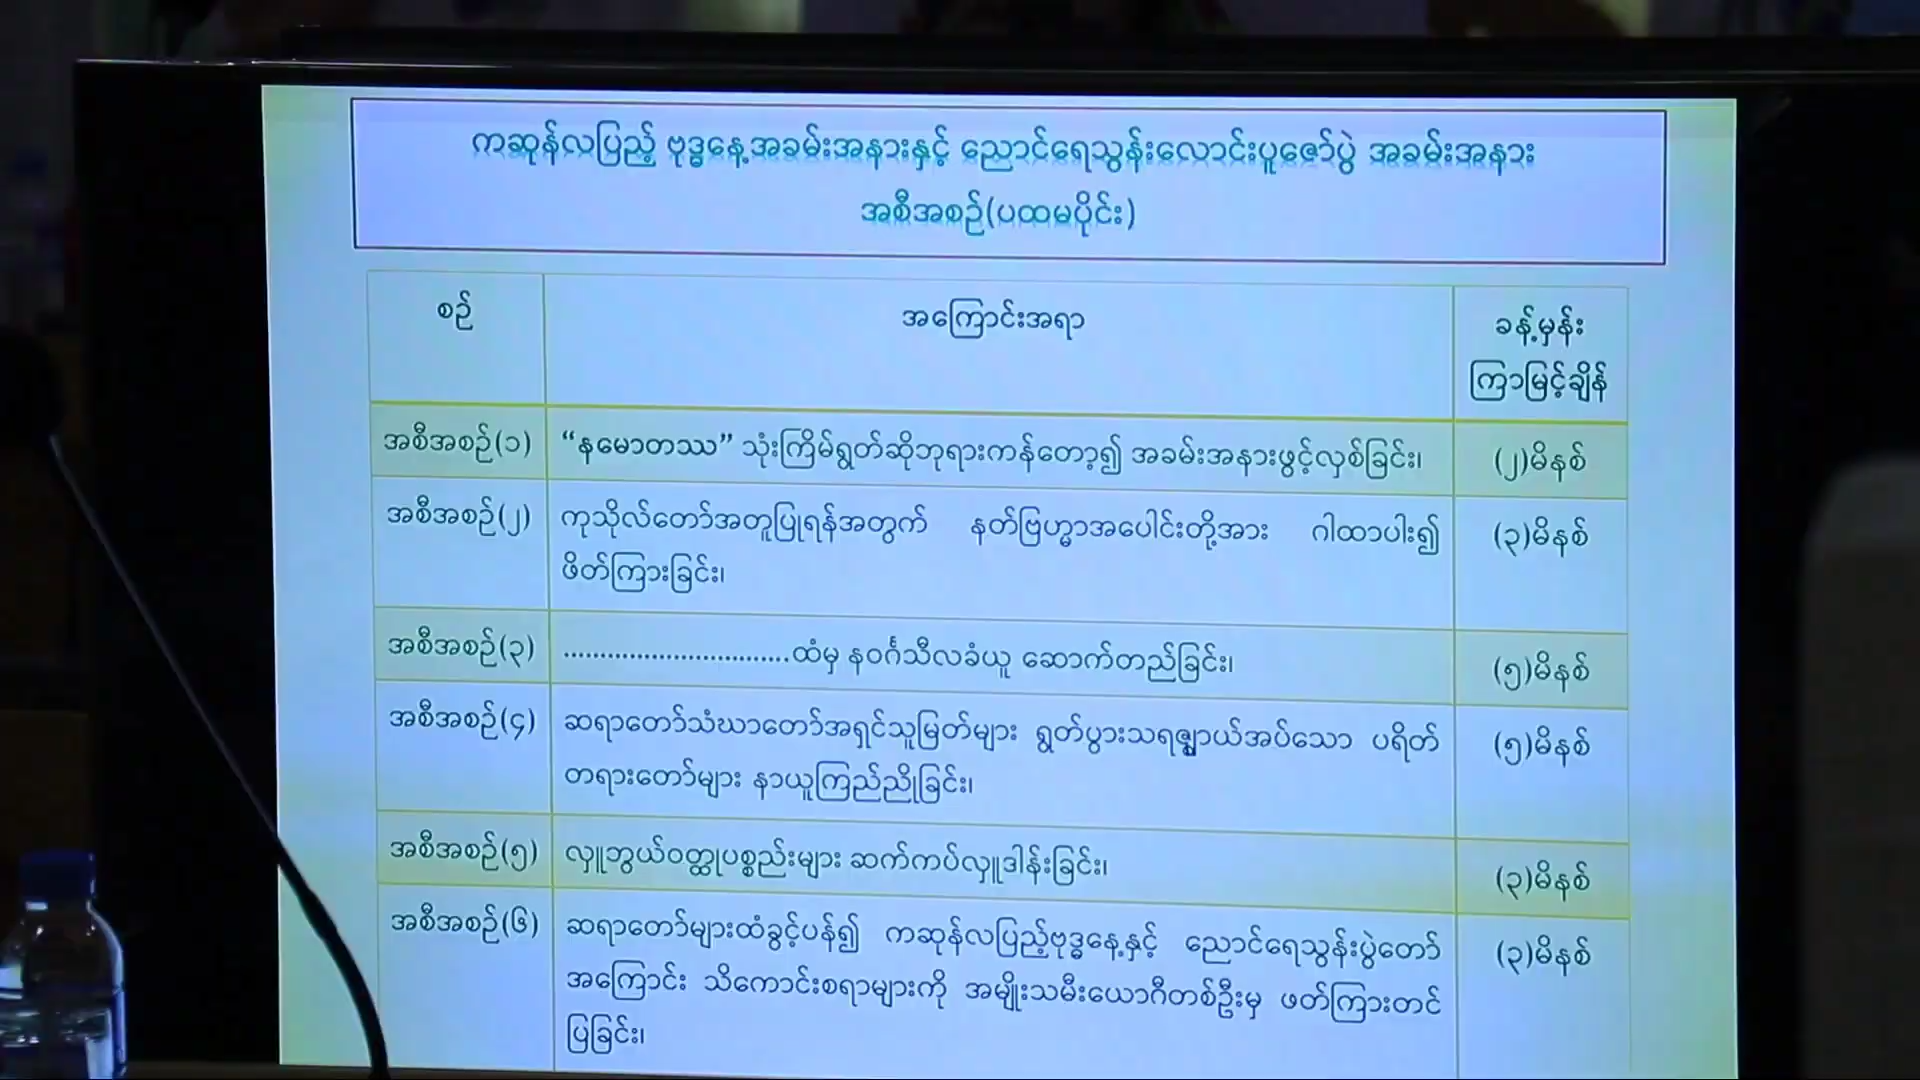 ကဆုန်လပြည့် ဗုဒ္ဓနေ့အခမ်းအနားနှင့် ညောင်ရေသွန်းလောင်းပူဇော်ပွဲ အခမ်းအနား
အစီအစဉ်(ပထမပိုင်း)
စဉ် အကြောင်းအရာ ခန့်မှန်း
ကြာမြင့်ချိန်
အစီအစဉ်(၁) “နမောတဿ” သုံးကြိမ်ရွတ်ဆိုဘုရားကန်တော့၍ အခမ်းအနားဖွင့်လှစ်ခြင်း၊ (၂)မိနစ်
အစီအစဉ်(၂) ကုသိုလ်တော်အတူပြုရန်အတွက် နတ်ဗြဟ္မာအပေါင်းတို့အား ဂါထာပါး၍ (၃)မိနစ်
ဖိတ်ကြားခြင်း၊
အစီအစဉ်(၃) ...............................ထံမှ နဝင်္ဂသီလခံယူ ဆောက်တည်ခြင်း၊ (၅)မိနစ်
အစီအစဉ်(၄) ဆရာတော်သံဃာတော်အရှင်သူမြတ်များ ရွတ်ပွားသရဇ္ဈာယ်အပ်သော ပရိတ် (၅)မိနစ်
တရားတော်များ နာယူကြည်ညိုခြင်း၊
အစီအစဉ်(၅) လှူဘွယ်ဝတ္ထုပစ္စည်းများ ဆက်ကပ်လှူဒါန်းခြင်း၊ (၃)မိနစ်
အစီအစဉ်(၆) ဆရာတော်များထံခွင့်ပန်၍ ကဆုန်လပြည့်ဗုဒ္ဓနေ့နှင့် ညောင်ရေသွန်းပွဲတော် (၃)မိနစ်
အကြောင်း သိကောင်းစရာများကို အမျိုးသမီးယောဂီတစ်ဦးမှ ဖတ်ကြားတင်
ပြခြင်း၊